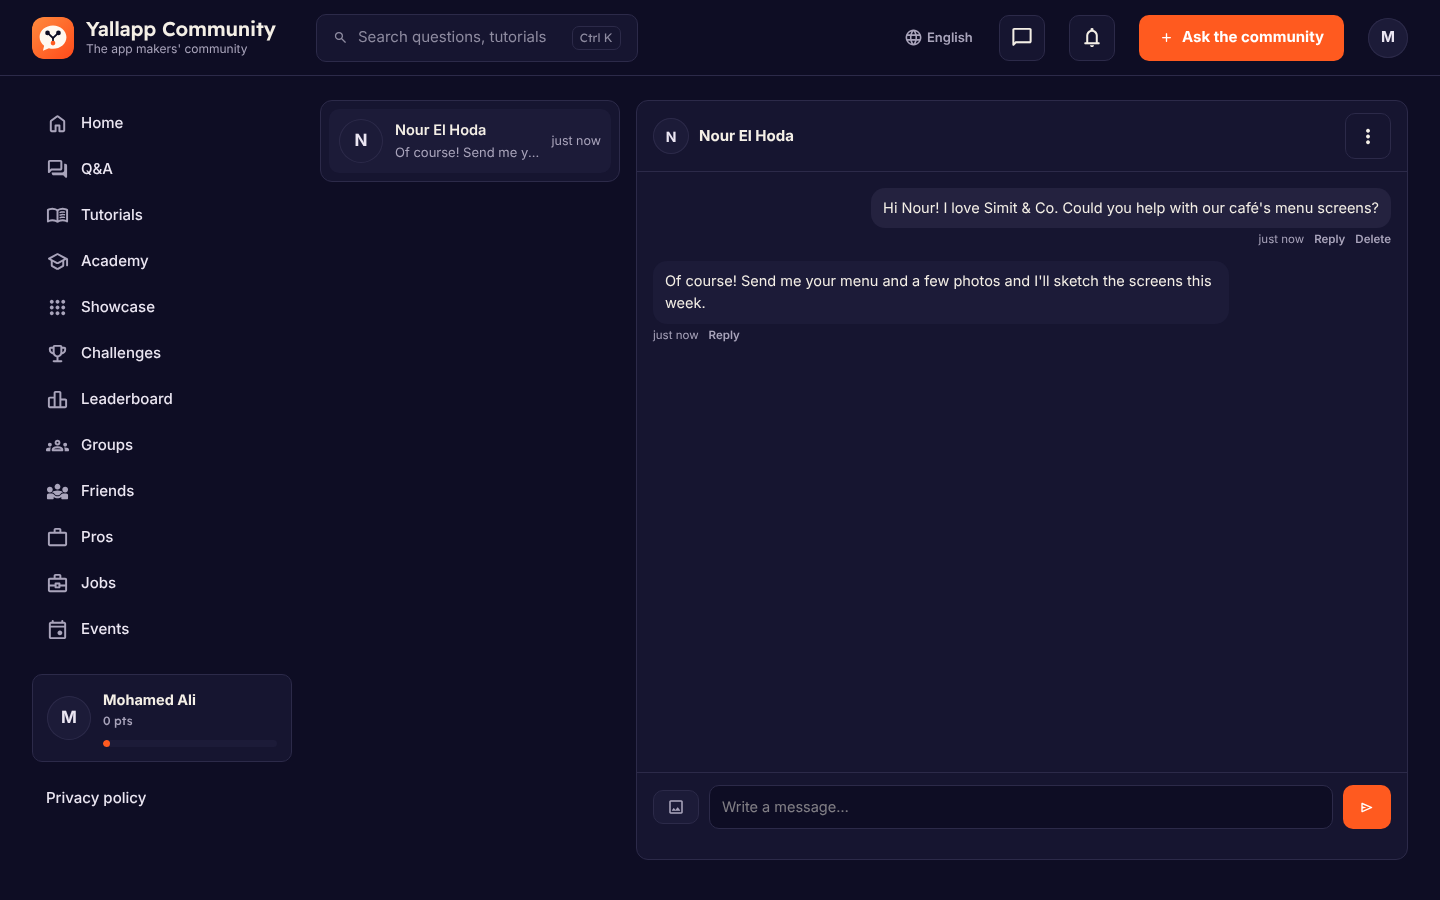 Yallapp Community
The app makers' community
Search questions, tutorials
Ctrl K
English
+ Ask the community
M
Home
Q&A
Tutorials
Academy
Showcase
Challenges
Leaderboard
Groups
Friends
Pros
Jobs
Events
M
Mohamed Ali
0 pts
Privacy policy
N
Nour El Hoda
Of course! Send me y...
just now
N
Nour El Hoda
Hi Nour! I love Simit & Co. Could you help with our café's menu screens?
just now Reply Delete
Of course! Send me your menu and a few photos and I'll sketch the screens this
week.
just now Reply
Write a message...